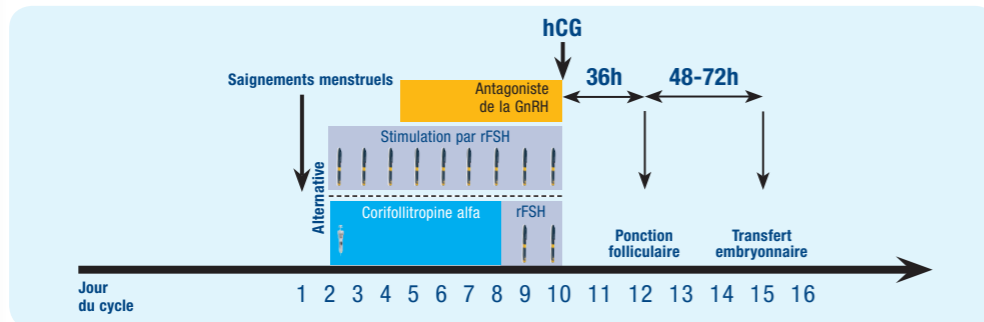 hCG
Saignements menstruels
Antagoniste
de la GnRH
36h
48-72h
Stimulation par rFSH
Alternative
Corifollitropine alfa
rFSH
Ponction
folliculaire
Transfert
embryonnaire
Jour
du cycle
1 2 3 4 5 6 7 8 9 10 11 12 13 14 15 16